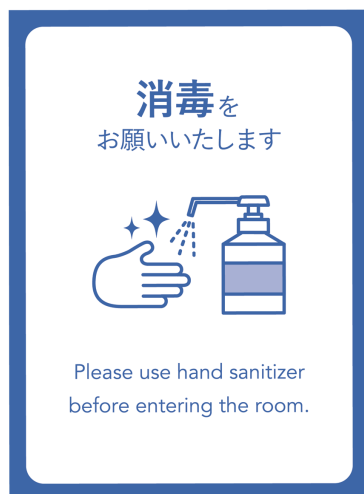 消毒を
お願いいたします
Please use hand sanitizer
before entering the room.